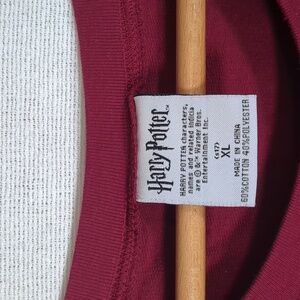 Harry Potter
HARRY POTTER characters,
names and related indicia
are © &™ Warner Bros.
Entertainment Inc.
(s17)
XL
MADE IN CHINA
60%COTTON 40%POLYESTER